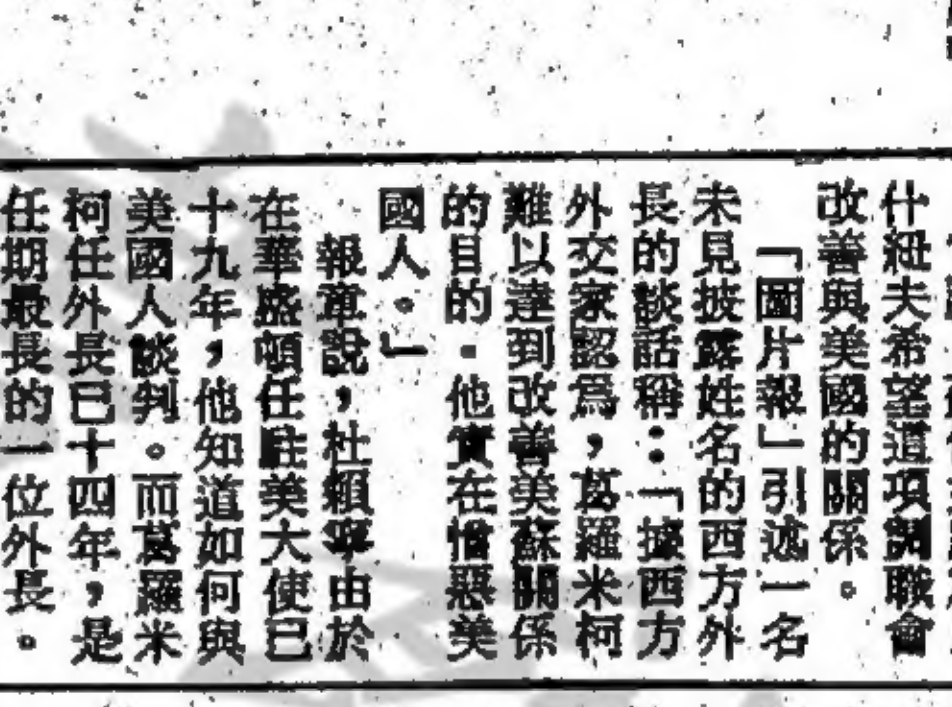 什紐夫希望這項調職會
改善與美國的關係。
「圖片報」引述一名
未見披露姓名的西方外
長的談話稱：「據西方
外交家認爲，葛羅米柯
難以達到改善美蘇關係
的目的。他實在憎惡美
國人。」
報章說，杜賴寧由於
在華盛頓任駐美大使已
十九年，他知道如何與
美國人談判。而葛羅米
柯任外長已十四年，是
任期最長的一位外長。